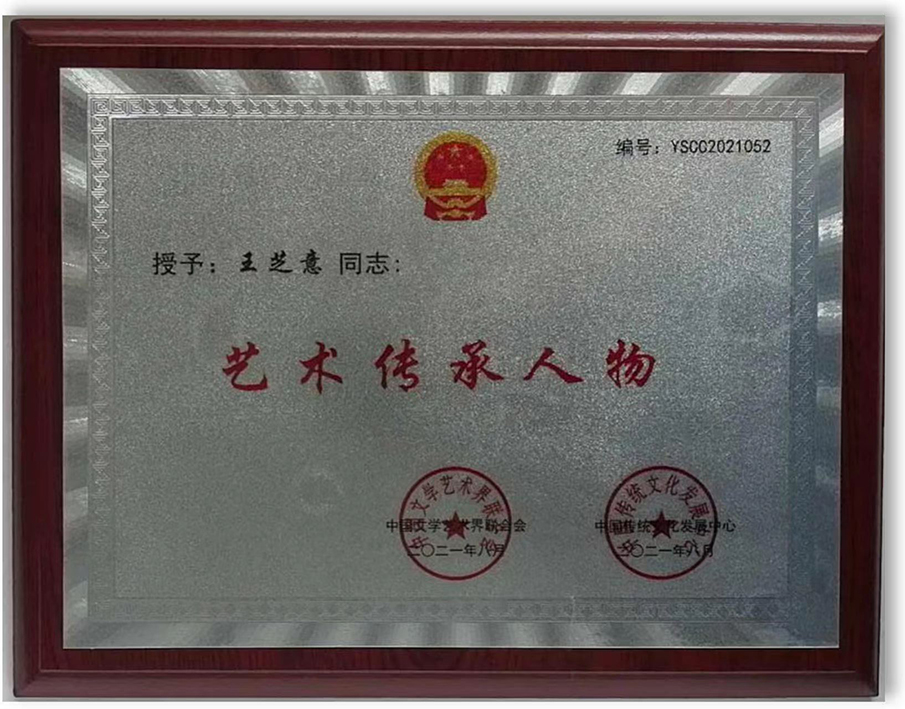 编号：YSCC2021052
授予：王芝意 同志：
艺术传承人物
中国文学艺术界联合会
二〇二一年八月
中国传统文化发展中心
二〇二一年八月